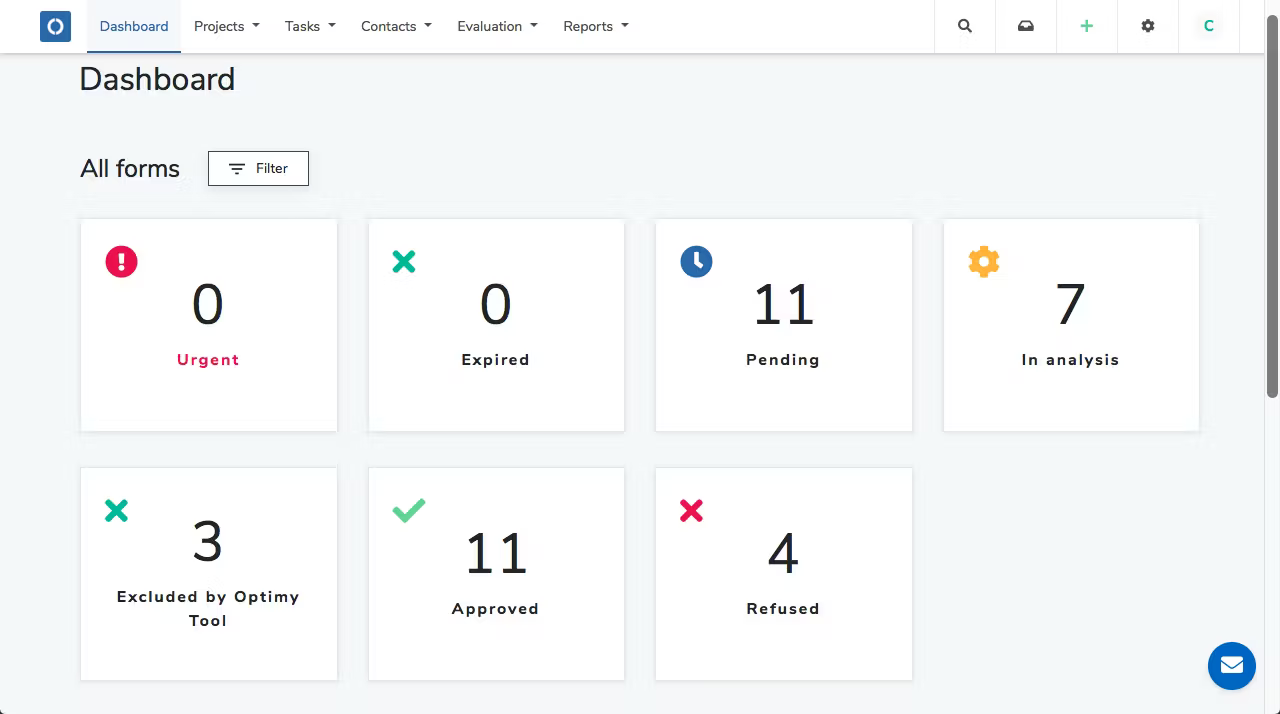 Dashboard
Projects
Tasks
Contacts
Evaluation
Reports
C
Dashboard
All forms
Filter
0
Urgent
0
Expired
11
Pending
7
In analysis
3
Excluded by Optimy
Tool
11
Approved
4
Refused